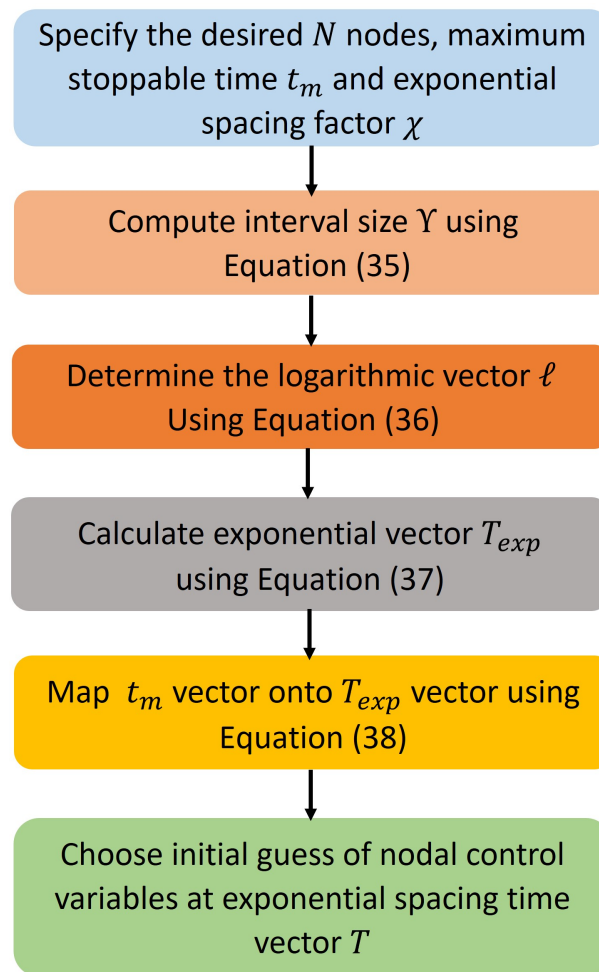 Specify the desired N nodes, maximum
stoppable time t_m and exponential
spacing factor χ
Compute interval size ϒ using
Equation (35)
Determine the logarithmic vector ℓ
Using Equation (36)
Calculate exponential vector T_exp
using Equation (37)
Map t_m vector onto T_exp vector using
Equation (38)
Choose initial guess of nodal control
variables at exponential spacing time
vector T